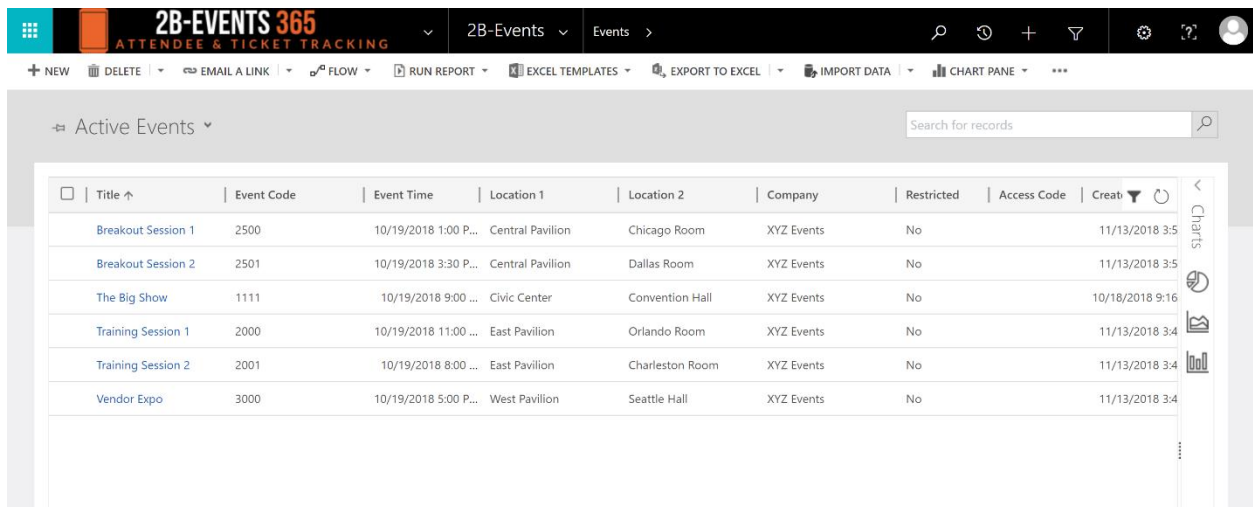 2B-EVENTS 365 2B-Events Events >
ATTENDEE & TICKET TRACKING
+ NEW DELETE EMAIL A LINK FLOW RUN REPORT EXCEL TEMPLATES EXPORT TO EXCEL IMPORT DATA CHART PANE ...
Active Events Search for records
Title ↑ Event Code Event Time Location 1 Location 2 Company Restricted Access Code Creat
Charts
Breakout Session 1 2500 10/19/2018 1:00 P... Central Pavilion Chicago Room XYZ Events No 11/13/2018 3:5
Breakout Session 2 2501 10/19/2018 3:30 P... Central Pavilion Dallas Room XYZ Events No 11/13/2018 3:5
The Big Show 1111 10/19/2018 9:00 ... Civic Center Convention Hall XYZ Events No 10/18/2018 9:16
Training Session 1 2000 10/19/2018 11:00 ... East Pavilion Orlando Room XYZ Events No 11/13/2018 3:4
Training Session 2 2001 10/19/2018 8:00 ... East Pavilion Charleston Room XYZ Events No 11/13/2018 3:4
Vendor Expo 3000 10/19/2018 5:00 P... West Pavilion Seattle Hall XYZ Events No 11/13/2018 3:4